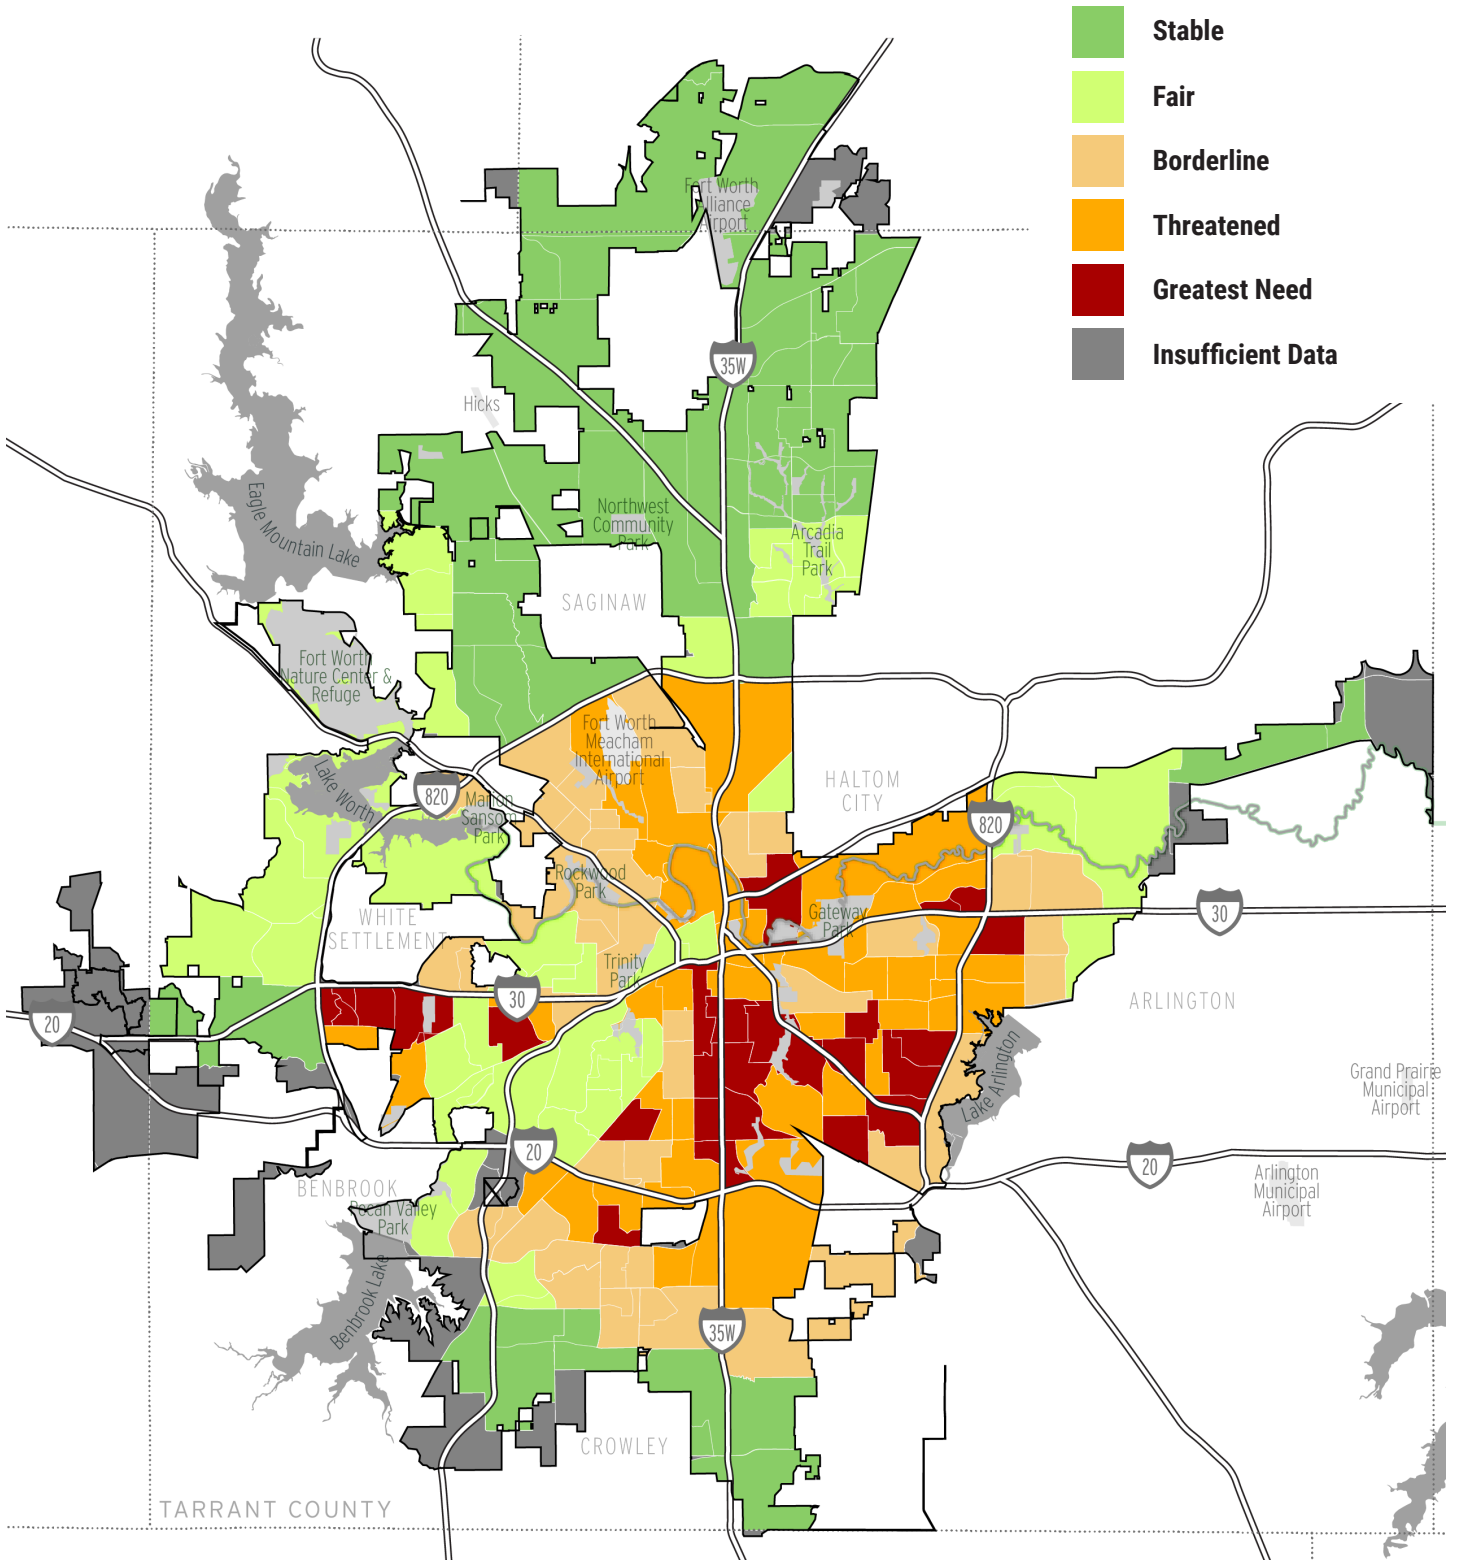 Stable
Fair
Borderline
Threatened
Greatest Need
Insufficient Data
Fort Worth
Alliance
Airport
35W
Hicks
Eagle Mountain Lake
Northwest
Community
Park
Arcadia
Trail
Park
SAGINAW
Fort Worth
Nature Center &
Refuge
Fort Worth
Meacham
International
Airport
Lake Worth
820
Marion
Sansom
Park
HALTOM
CITY
820
Rockwood
Park
WHITE
SETTLEMENT
Gateway
Park
30
Trinity
Park
30
20
ARLINGTON
Lake Arlington
Grand Prairie
Municipal
Airport
20
20
Arlington
Municipal
Airport
BENBROOK
Pecan Valley
Park
Benbrook Lake
35W
CROWLEY
TARRANT COUNTY